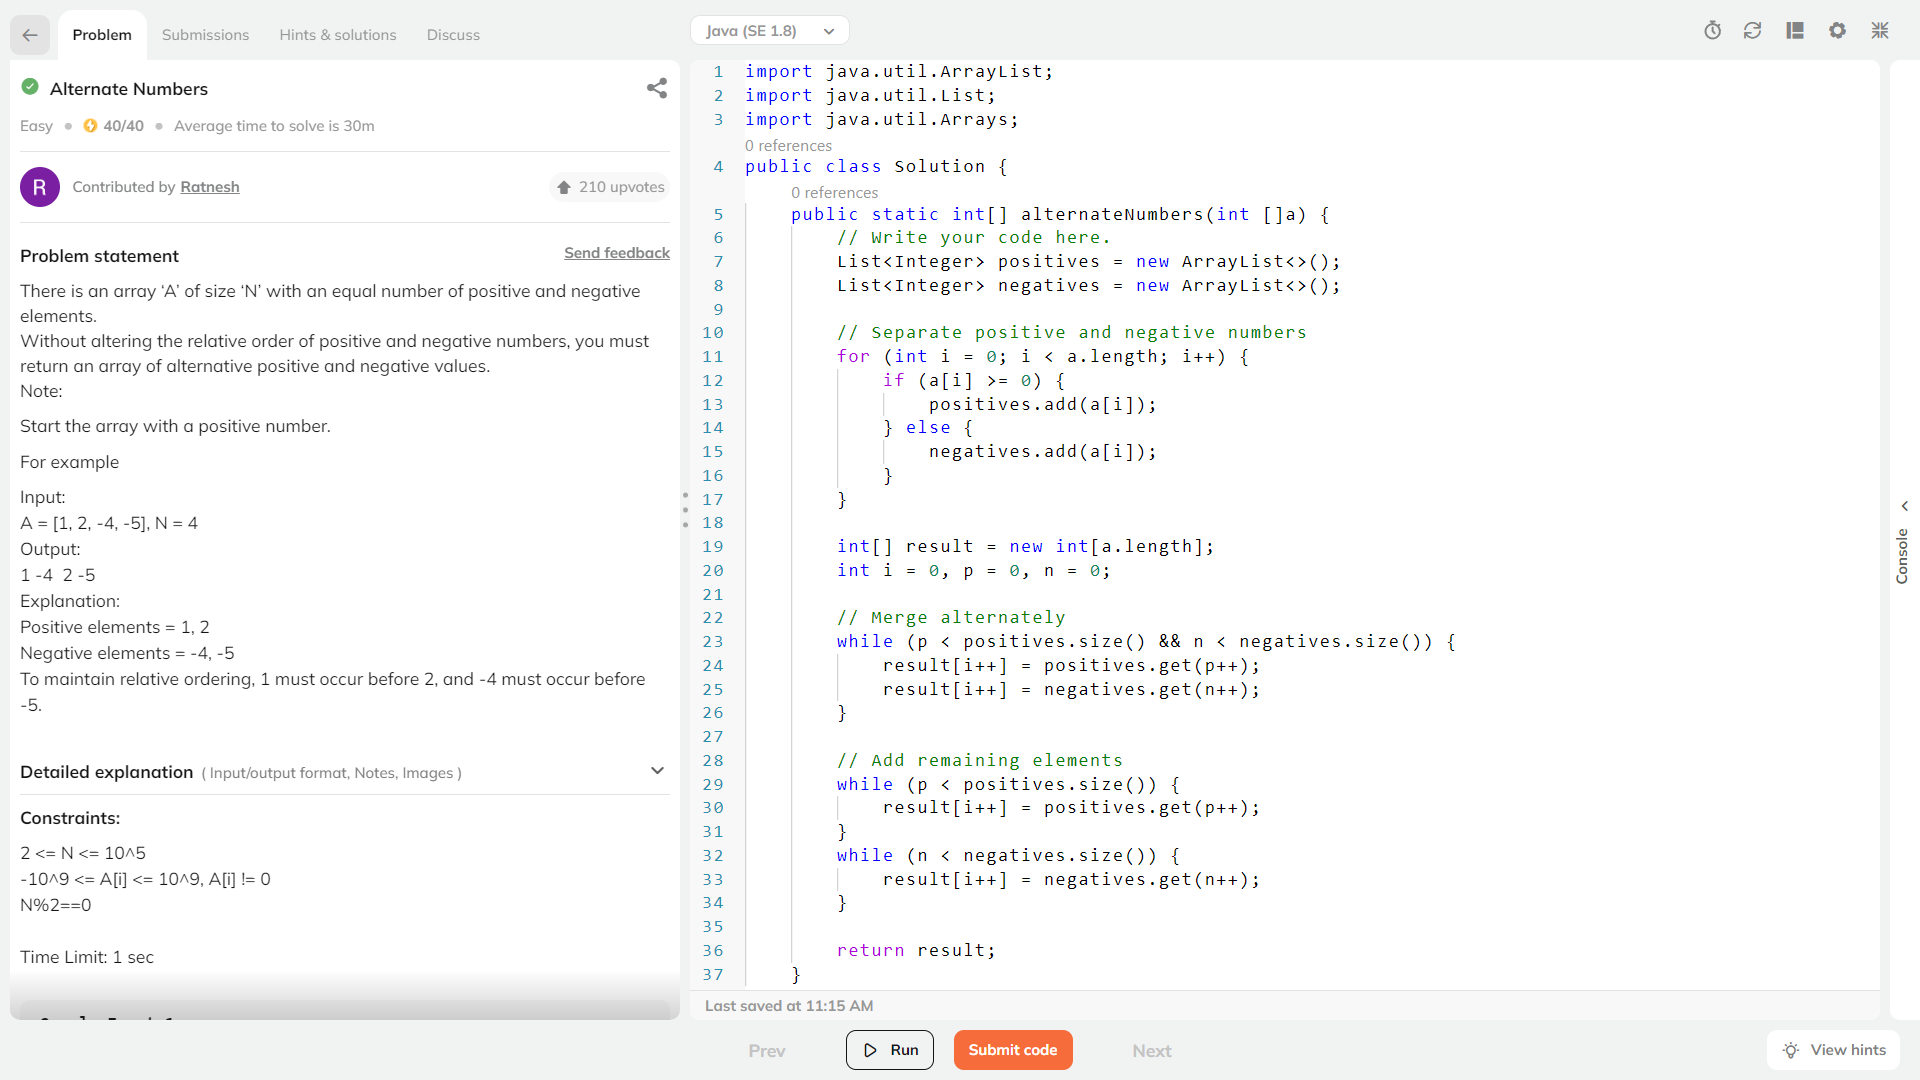 Problem
Submissions
Hints & solutions
Discuss
Java (SE 1.8)
Alternate Numbers
Easy • 40/40 • Average time to solve is 30m
R
Contributed by Ratnesh
210 upvotes
Problem statement
Send feedback
There is an array ‘A’ of size ‘N’ with an equal number of positive and negative
elements.
Without altering the relative order of positive and negative numbers, you must
return an array of alternative positive and negative values.
Note:
Start the array with a positive number.
For example
Input:
A = [1, 2, -4, -5], N = 4
Output:
1 -4  2 -5
Explanation:
Positive elements = 1, 2
Negative elements = -4, -5
To maintain relative ordering, 1 must occur before 2, and -4 must occur before
-5.
Detailed explanation ( Input/output format, Notes, Images )
Constraints:
2 <= N <= 10^5
-10^9 <= A[i] <= 10^9, A[i] != 0
N%2==0
Time Limit: 1 sec
1 import java.util.ArrayList;
2 import java.util.List;
3 import java.util.Arrays;
0 references
4 public class Solution {
0 references
5     public static int[] alternateNumbers(int []a) {
6         // Write your code here.
7         List<Integer> positives = new ArrayList<>();
8         List<Integer> negatives = new ArrayList<>();
9
10         // Separate positive and negative numbers
11         for (int i = 0; i < a.length; i++) {
12             if (a[i] >= 0) {
13                 positives.add(a[i]);
14             } else {
15                 negatives.add(a[i]);
16             }
17         }
18
19         int[] result = new int[a.length];
20         int i = 0, p = 0, n = 0;
21
22         // Merge alternately
23         while (p < positives.size() && n < negatives.size()) {
24             result[i++] = positives.get(p++);
25             result[i++] = negatives.get(n++);
26         }
27
28         // Add remaining elements
29         while (p < positives.size()) {
30             result[i++] = positives.get(p++);
31         }
32         while (n < negatives.size()) {
33             result[i++] = negatives.get(n++);
34         }
35
36         return result;
37     }
Last saved at 11:15 AM
Console
Prev
Run
Submit code
Next
View hints